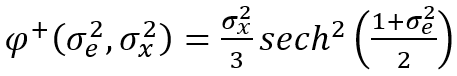 φ⁺(σₑ², σₓ²) = σₓ²/3 sech² ((1+σₑ²)/2)